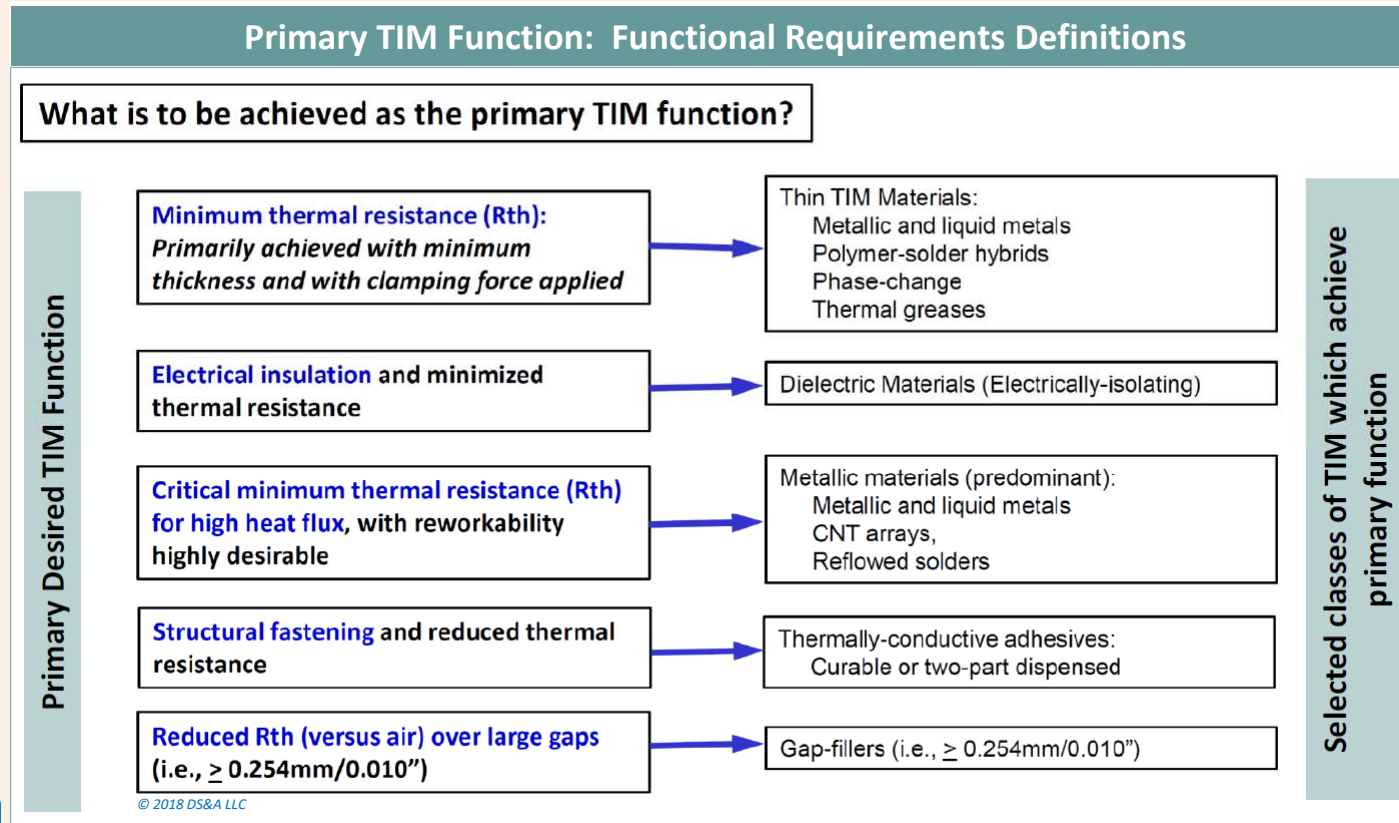 Primary TIM Function:  Functional Requirements Definitions
What is to be achieved as the primary TIM function?
Primary Desired TIM Function
Minimum thermal resistance (Rth):
Primarily achieved with minimum
thickness and with clamping force applied
Thin TIM Materials:
Metallic and liquid metals
Polymer-solder hybrids
Phase-change
Thermal greases
Electrical insulation and minimized
thermal resistance
Dielectric Materials (Electrically-isolating)
Critical minimum thermal resistance (Rth)
for high heat flux, with reworkability
highly desirable
Metallic materials (predominant):
Metallic and liquid metals
CNT arrays,
Reflowed solders
Structural fastening and reduced thermal
resistance
Thermally-conductive adhesives:
Curable or two-part dispensed
Reduced Rth (versus air) over large gaps
(i.e., ≥ 0.254mm/0.010”)
Gap-fillers (i.e., ≥ 0.254mm/0.010”)
Selected classes of TIM which achieve
primary function
© 2018 DS&A LLC